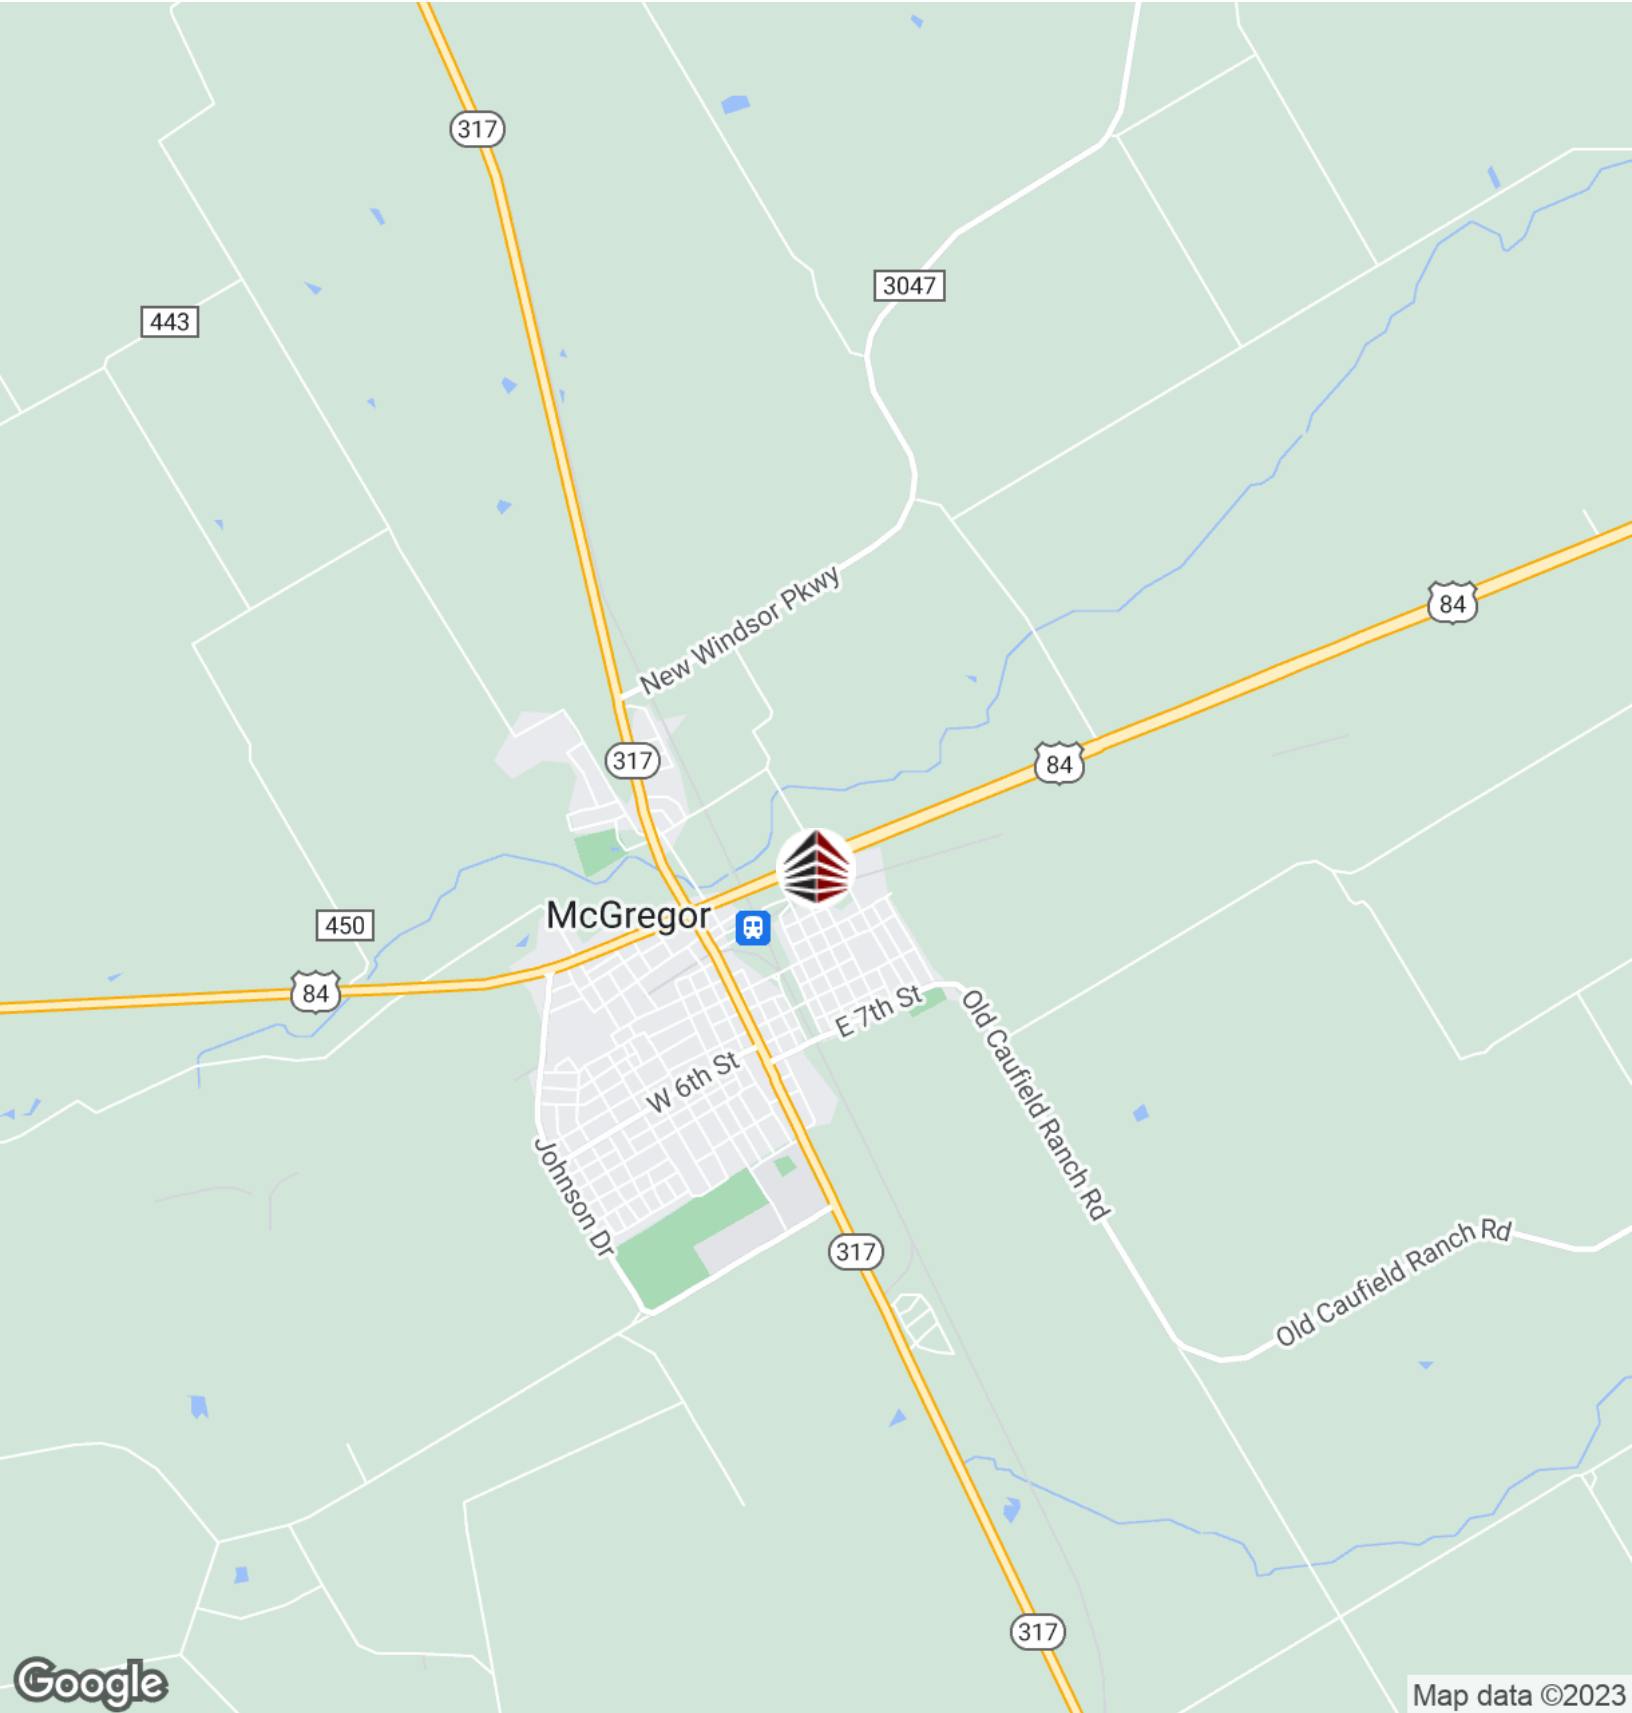 317
3047
443
84
New Windsor Pkwy
317
84
McGregor
450
84
E 7th St
Old Caufield Ranch Rd
W 6th St
Johnson Dr
317
Old Caufield Ranch Rd
317
Google
Map data ©2023